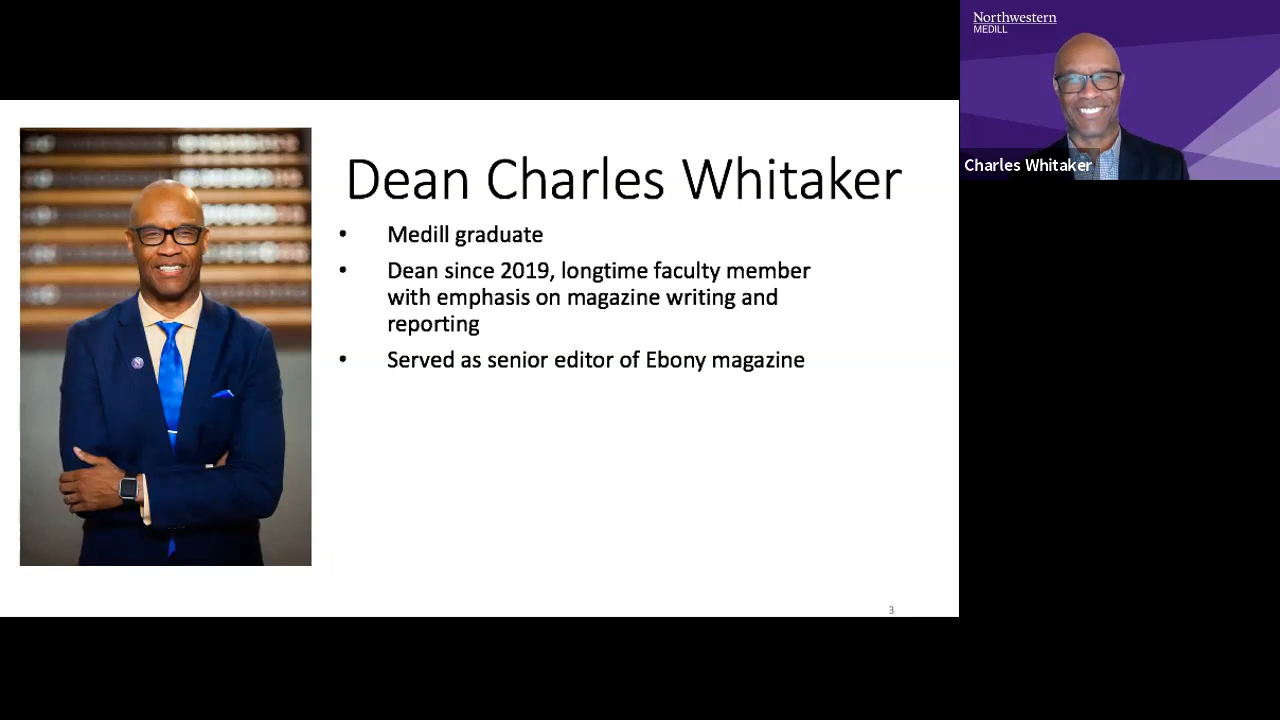 Northwestern
MEDILL
Charles Whitaker
Dean Charles Whitaker
• Medill graduate
• Dean since 2019, longtime faculty member
with emphasis on magazine writing and
reporting
• Served as senior editor of Ebony magazine
3